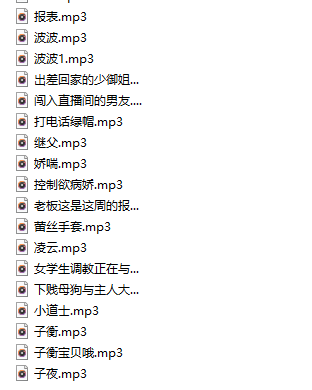 报表.mp3
波波.mp3
波波1.mp3
出差回家的少御姐...
闯入直播间的男友....
打电话绿帽.mp3
继父.mp3
娇喘.mp3
控制欲病娇.mp3
老板这是这周的报...
蕾丝手套.mp3
凌云.mp3
女学生调教正在与...
下贱母狗与主人大...
小道士.mp3
子衡.mp3
子衡宝贝哦.mp3
子夜.mp3